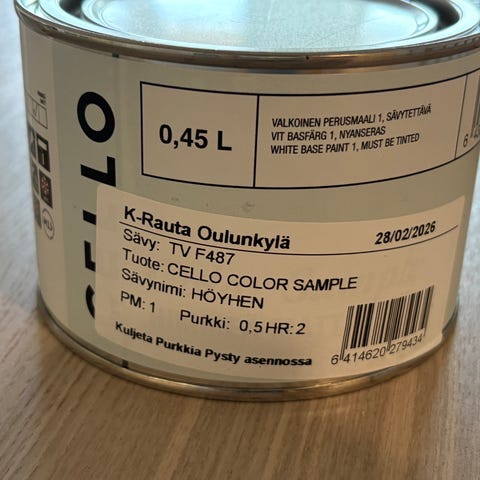 CELLO
0,45 L
VALKOINEN PERUSMAALI 1, SÄVYTETTÄVÄ
VIT BASFÄRG 1, NYANSERAS
WHITE BASE PAINT 1, MUST BE TINTED
K-Rauta Oulunkylä 28/02/2026
Sävy: TV F487
Tuote: CELLO COLOR SAMPLE
Sävynimi: HÖYHEN
PM: 1 Purkki: 0,5 HR: 2
Kuljeta Purkkia Pysty asennossa
6 414620 279434